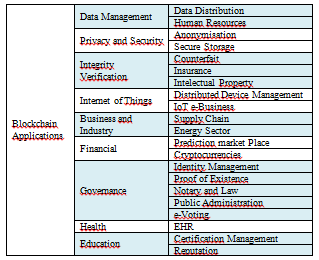 Blockchain
Applications
Data Management
Data Distribution
Human Resources
Privacy and Security
Anonymisation
Secure Storage
Integrity
Verification
Counterfeit
Insurance
Intelectual Property
Internet of Things
Distributed Device Management
IoT e-Business
Business and
Industry
Supply Chain
Energy Sector
Financial
Prediction market Place
Cryptocurrencies
Governance
Identity Management
Proof of Existence
Notary and Law
Public Administration
e-Voting
Health
EHR
Education
Certification Management
Reputation